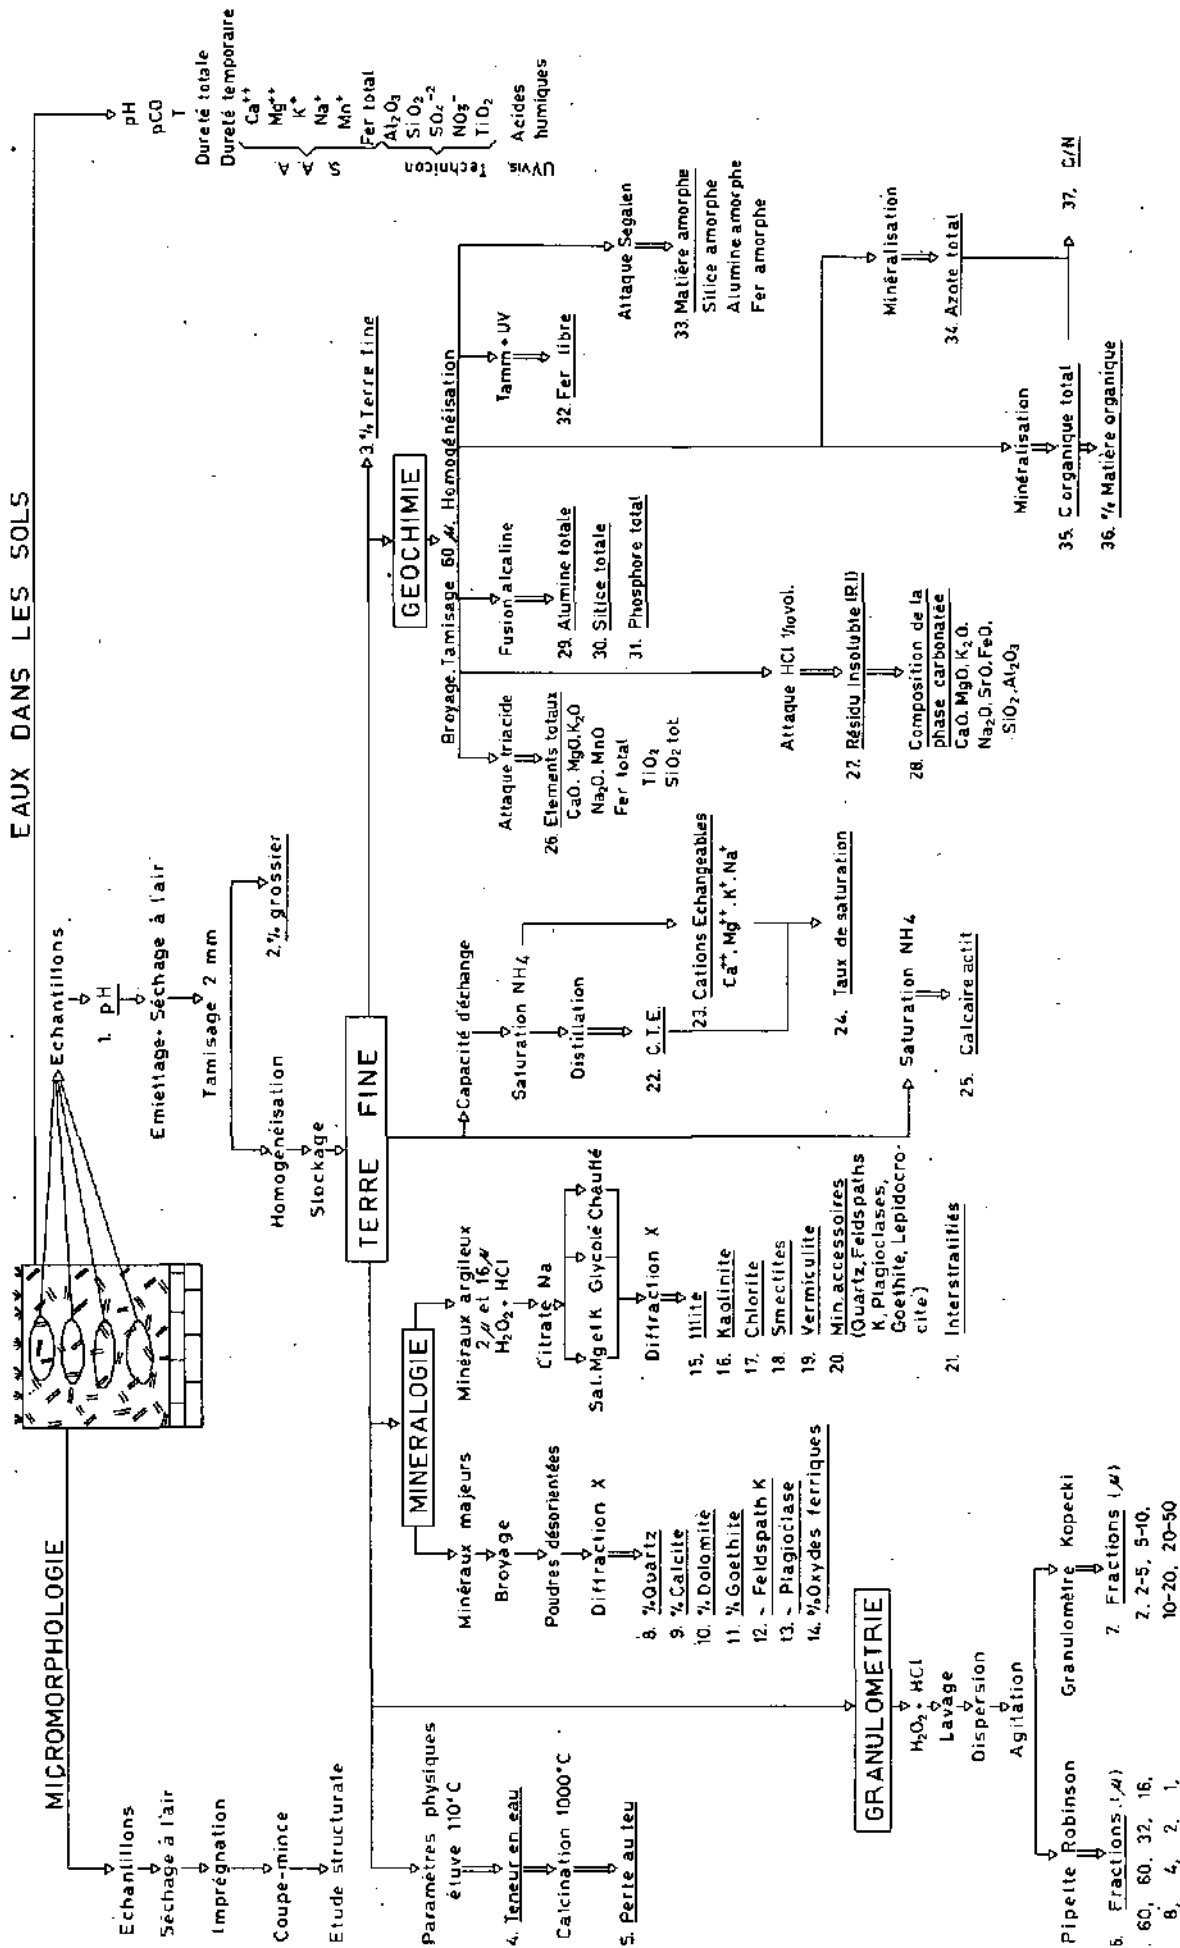 EAUX DANS LES SOLS
MICROMORPHOLOGIE
Echantillons
Séchage à l'air
Imprégnation
Coupe-mince
Etude structurale
Echantillons
1. pH
Emiettage - Séchage à l'air
Tamisage 2 mm
2. % grossier
Homogénéisation
Stockage
TERRE FINE
3. % Terre fine
pH
pCO
T
Dureté totale
Dureté temporaire
Ca++
Mg++
K+
Na+
Mn+
Fer total
Al2O3
SiO2
SO4-2
NO3-
TiO2
Acides
humiques
S. A. A
Technicon
UVvis.
Paramètres physiques
étuve 110°C
4. Teneur en eau
Calcination 1000°C
5. Perte au feu
MINERALOGIE
Minéraux majeurs
Broyage
Poudres désorientées
Diffraction X
8. % Quartz
9. % Calcite
10. % Dolomite
11. % Goethite
12. ~ Feldspath K
13. ~ Plagioclase
14. % Oxydes ferriques
Minéraux argileux
2 µ et 16 µ
H2O2 + HCl
Citrate Na
Sat. Mg et K Glycolé Chauffé
Diffraction X
15. Illite
16. Kaolinite
17. Chlorite
18. Smectites
19. Vermiculite
20. Min. accessoires
(Quartz, Feldspaths
K, Plagioclases,
Goethite, Lepidocro-
cite)
21. Interstratifiés
GRANULOMETRIE
H2O2 + HCl
Lavage
Dispersion
Agitation
Pipette Robinson
6. Fractions (µ)
60, 60, 32, 16,
8, 4, 2, 1,
Granulomètre Kopecki
7. Fractions (µ)
2, 2-5, 5-10,
10-20, 20-50
Capacité d'échange
Saturation NH4
Distillation
22. C.T.E.
23. Cations Echangeables
Ca++, Mg++, K+, Na+
24. Taux de saturation
Saturation NH4
25. Calcaire actif
GEOCHIMIE
Broyage, Tamisage 60 µ, Homogénéisation
Attaque triacide
26. Elements totaux
CaO, MgO, K2O
Na2O, MnO
Fer total
TiO2
SiO2 tot.
Attaque HCl 1/10 vol.
27. Résidu Insoluble (R.I)
28. Composition de la
phase carbonatée
CaO, MgO, K2O,
Na2O, SrO, FeO,
SiO2, Al2O3
Fusion alcaline
29. Alumine totale
30. Silice totale
31. Phosphore total
Tamm + UV
32. Fer libre
Attaque Segalen
33. Matière amorphe
Silice amorphe
Alumine amorphe
Fer amorphe
Minéralisation
34. Azote total
Minéralisation
35. C organique total
36. % Matière organique
37. C/N